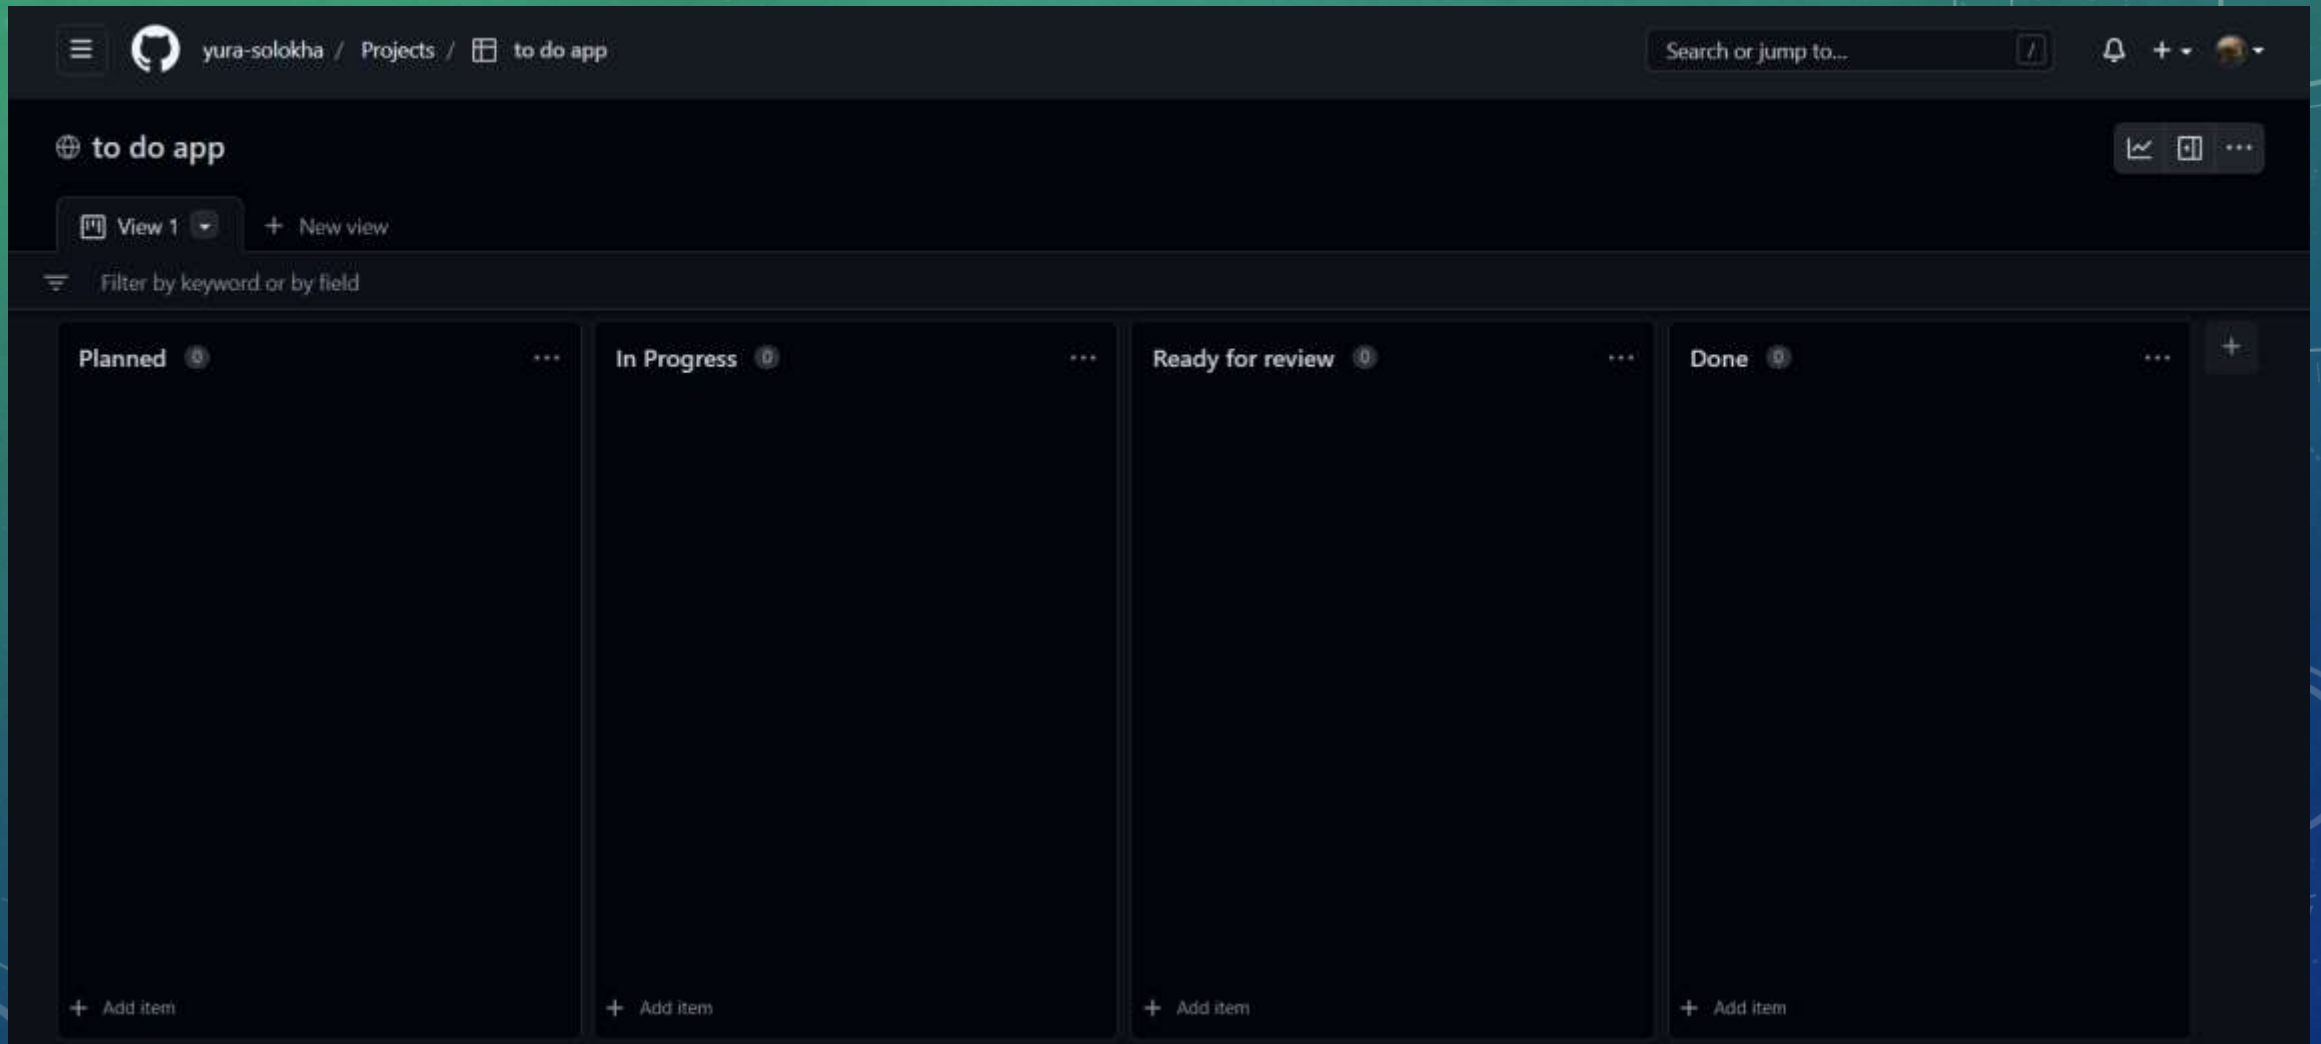 yura-solokha / Projects / to do app
Search or jump to... /
to do app
View 1
New view
Filter by keyword or by field
Planned 0
In Progress 0
Ready for review 0
Done 0
Add item
Add item
Add item
Add item